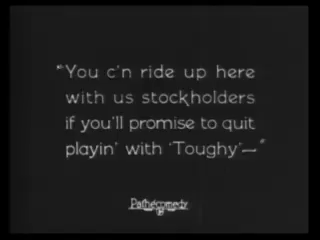 "You c'n ride up here
with us stockholders
if you'll promise to quit
playin' with 'Toughy'—"
Pathécomedy